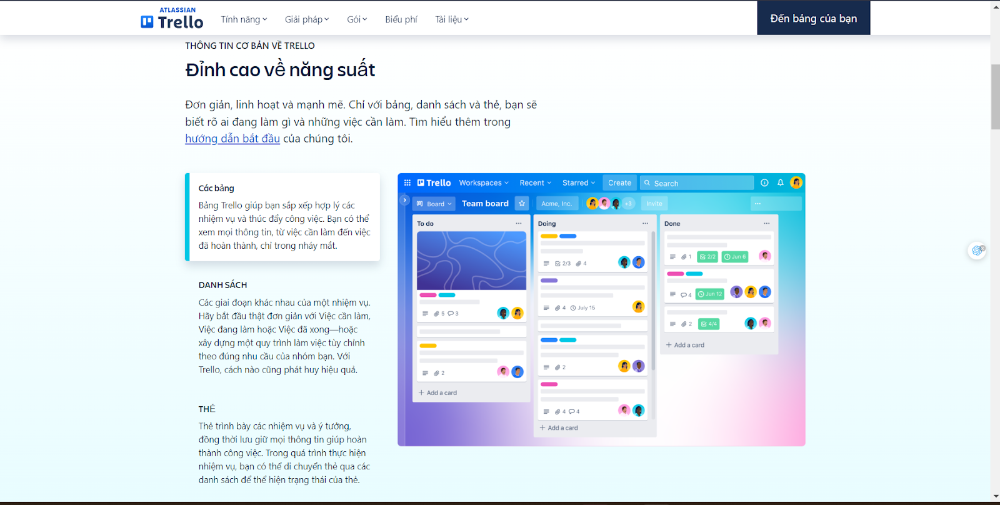 ATLASSIAN
Trello
Tính năng
Giải pháp
Gói
Biểu phí
Tài liệu
Đến bảng của bạn
THÔNG TIN CƠ BẢN VỀ TRELLO
Đỉnh cao về năng suất
Đơn giản, linh hoạt và mạnh mẽ. Chỉ với bảng, danh sách và thẻ, bạn sẽ
biết rõ ai đang làm gì và những việc cần làm. Tìm hiểu thêm trong
hướng dẫn bắt đầu của chúng tôi.
Các bảng
Bảng Trello giúp bạn sắp xếp hợp lý các
nhiệm vụ và thúc đẩy công việc. Bạn có thể
xem mọi thông tin, từ việc cần làm đến việc
đã hoàn thành, chỉ trong nháy mắt.
DANH SÁCH
Các giai đoạn khác nhau của một nhiệm vụ.
Hãy bắt đầu thật đơn giản với Việc cần làm,
Việc đang làm hoặc Việc đã xong—hoặc
xây dựng một quy trình làm việc tùy chỉnh
theo đúng nhu cầu của nhóm bạn. Với
Trello, cách nào cũng phát huy hiệu quả.
THẺ
Thẻ trình bày các nhiệm vụ và ý tưởng,
đồng thời lưu giữ mọi thông tin giúp hoàn
thành công việc. Trong quá trình thực hiện
nhiệm vụ, bạn có thể di chuyển thẻ qua các
danh sách để thể hiện trạng thái của thẻ.
Trello Workspaces Recent Starred Create Search
Board Team board Acme, Inc. +3 Invite
To do
5 3
2
+ Add a card
Doing
2/3 4
4 July 15
2
4 4
+ Add a card
Done
1 2/2 Jun 6
4 Jun 12
2 4/4
+ Add a card